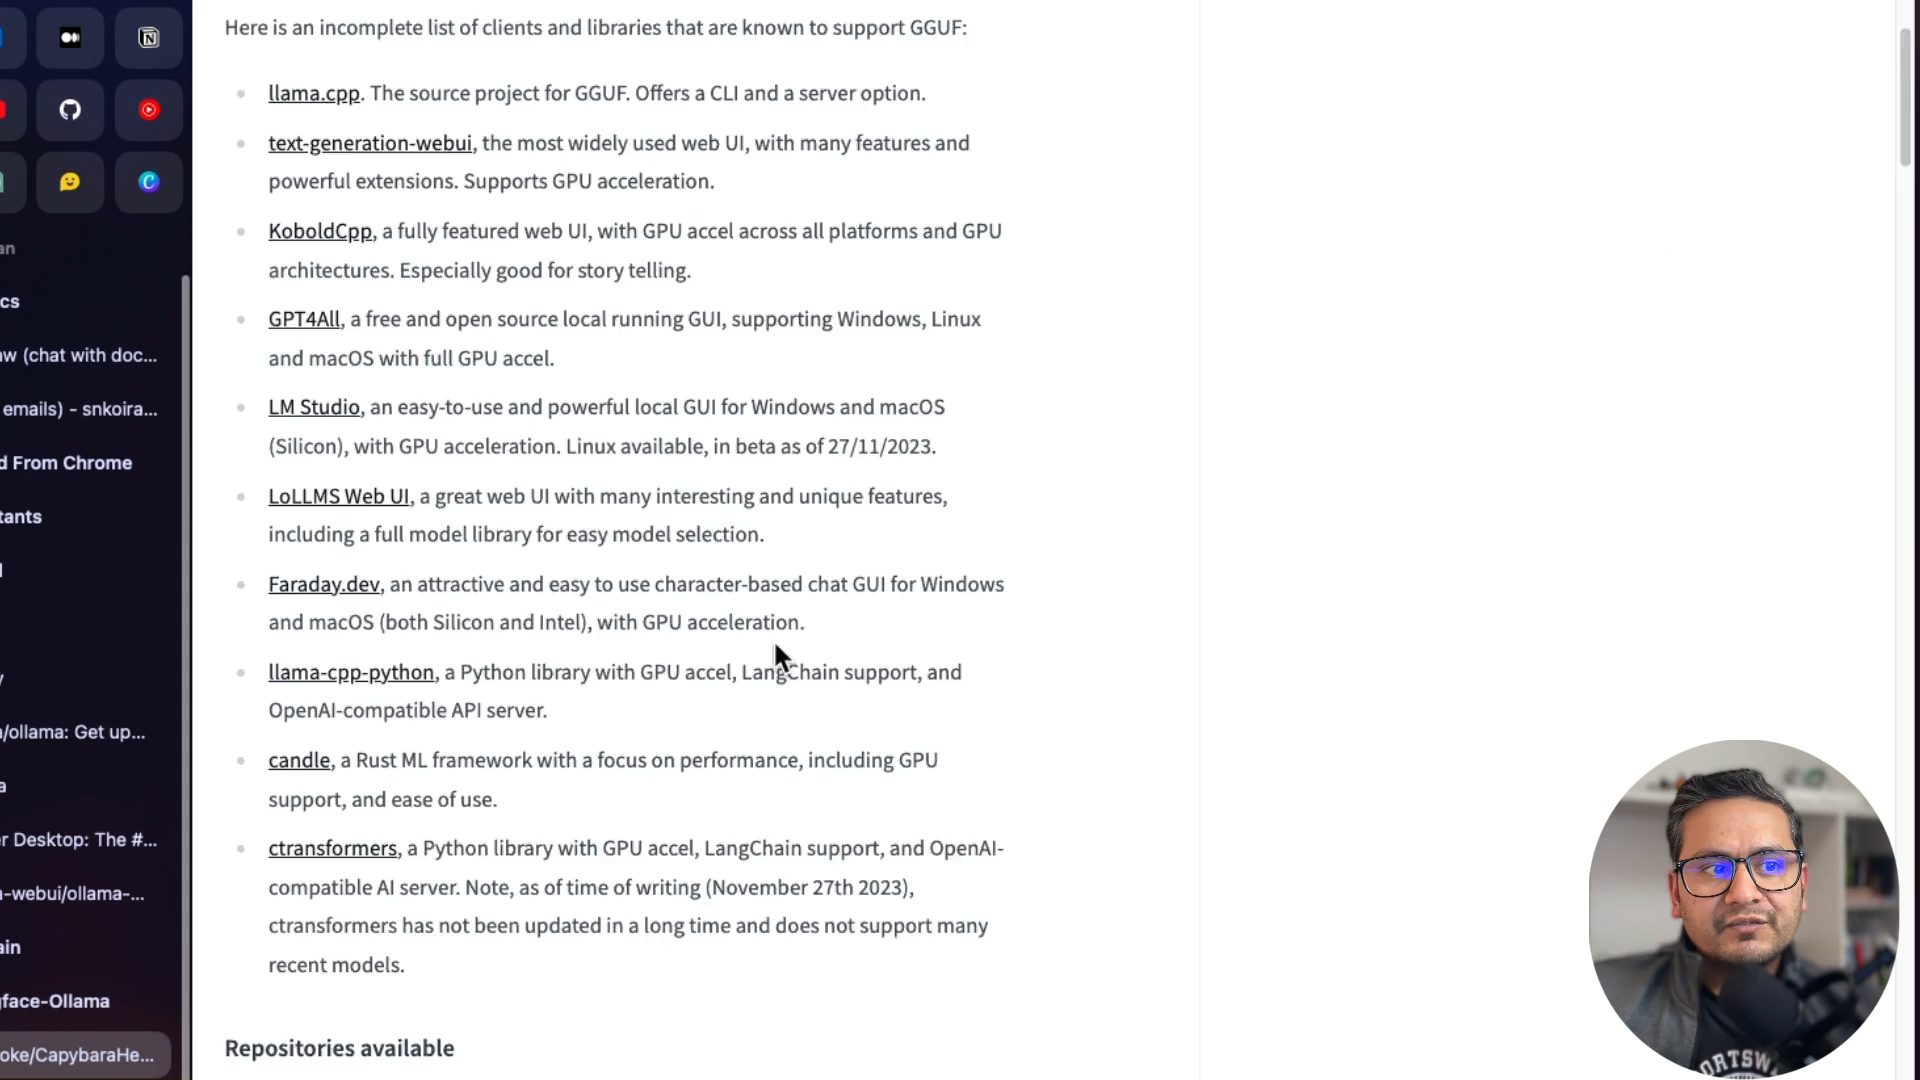 Here is an incomplete list of clients and libraries that are known to support GGUF:
llama.cpp. The source project for GGUF. Offers a CLI and a server option.
text-generation-webui, the most widely used web UI, with many features and
powerful extensions. Supports GPU acceleration.
KoboldCpp, a fully featured web UI, with GPU accel across all platforms and GPU
architectures. Especially good for story telling.
GPT4All, a free and open source local running GUI, supporting Windows, Linux
and macOS with full GPU accel.
LM Studio, an easy-to-use and powerful local GUI for Windows and macOS
(Silicon), with GPU acceleration. Linux available, in beta as of 27/11/2023.
LoLLMS Web UI, a great web UI with many interesting and unique features,
including a full model library for easy model selection.
Faraday.dev, an attractive and easy to use character-based chat GUI for Windows
and macOS (both Silicon and Intel), with GPU acceleration.
llama-cpp-python, a Python library with GPU accel, LangChain support, and
OpenAI-compatible API server.
candle, a Rust ML framework with a focus on performance, including GPU
support, and ease of use.
ctransformers, a Python library with GPU accel, LangChain support, and OpenAI-
compatible AI server. Note, as of time of writing (November 27th 2023),
ctransformers has not been updated in a long time and does not support many
recent models.
Repositories available
an
cs
aw (chat with doc...
emails) - snkoira...
d From Chrome
tants
a/ollama: Get up...
a
er Desktop: The #...
a-webui/ollama-...
ain
gface-Ollama
oke/CapybaraHe...
ORTSW